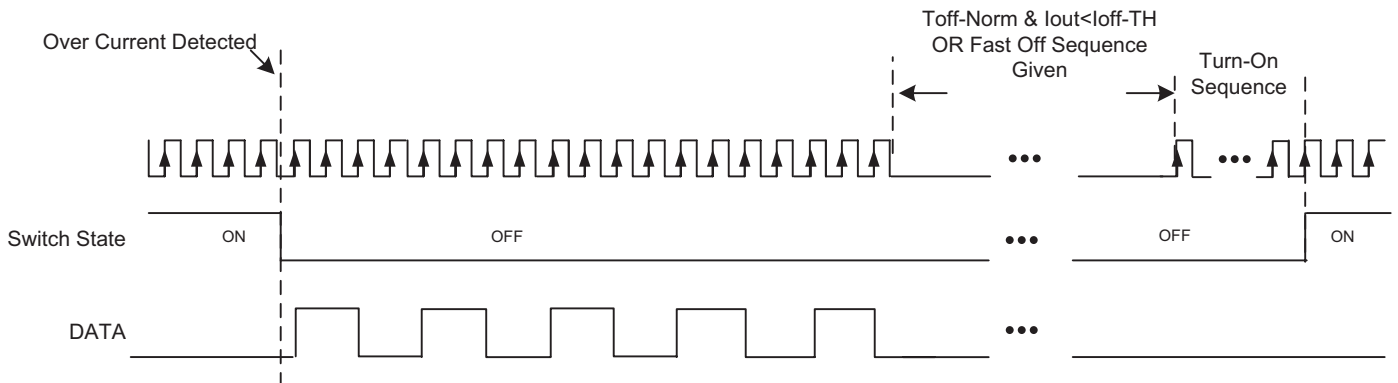 Over Current Detected
Toff-Norm & Iout<Ioff-TH
OR Fast Off Sequence
Given
Turn-On
Sequence
•••
•••
Switch State
ON
OFF
•••
OFF
ON
DATA
•••